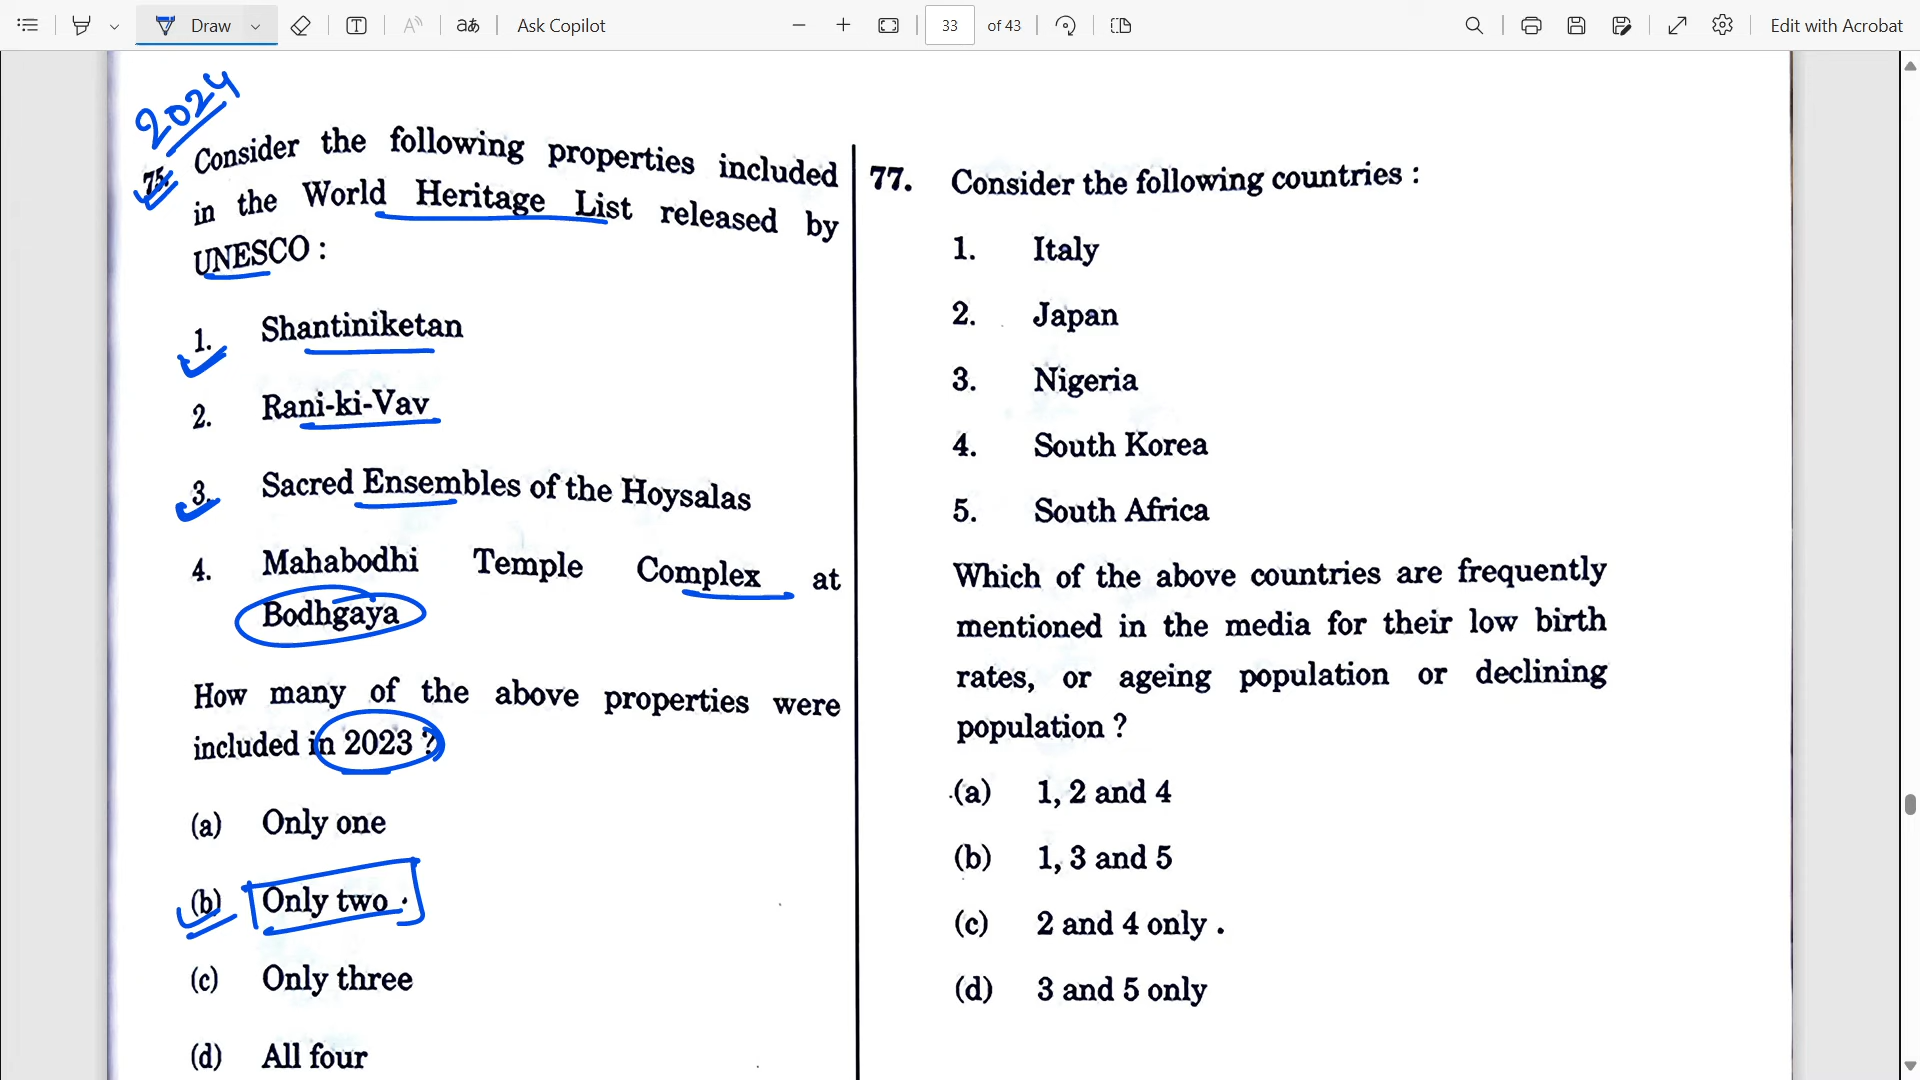 Draw
Ask Copilot
33
of 43
Edit with Acrobat
2024
75. Consider the following properties included
in the World Heritage List released by
UNESCO :
1. Shantiniketan
2. Rani-ki-Vav
3. Sacred Ensembles of the Hoysalas
4. Mahabodhi Temple Complex at
Bodhgaya
How many of the above properties were
included in 2023 ?
(a) Only one
(b) Only two
(c) Only three
(d) All four
77. Consider the following countries :
1. Italy
2. Japan
3. Nigeria
4. South Korea
5. South Africa
Which of the above countries are frequently
mentioned in the media for their low birth
rates, or ageing population or declining
population ?
(a) 1, 2 and 4
(b) 1, 3 and 5
(c) 2 and 4 only
(d) 3 and 5 only